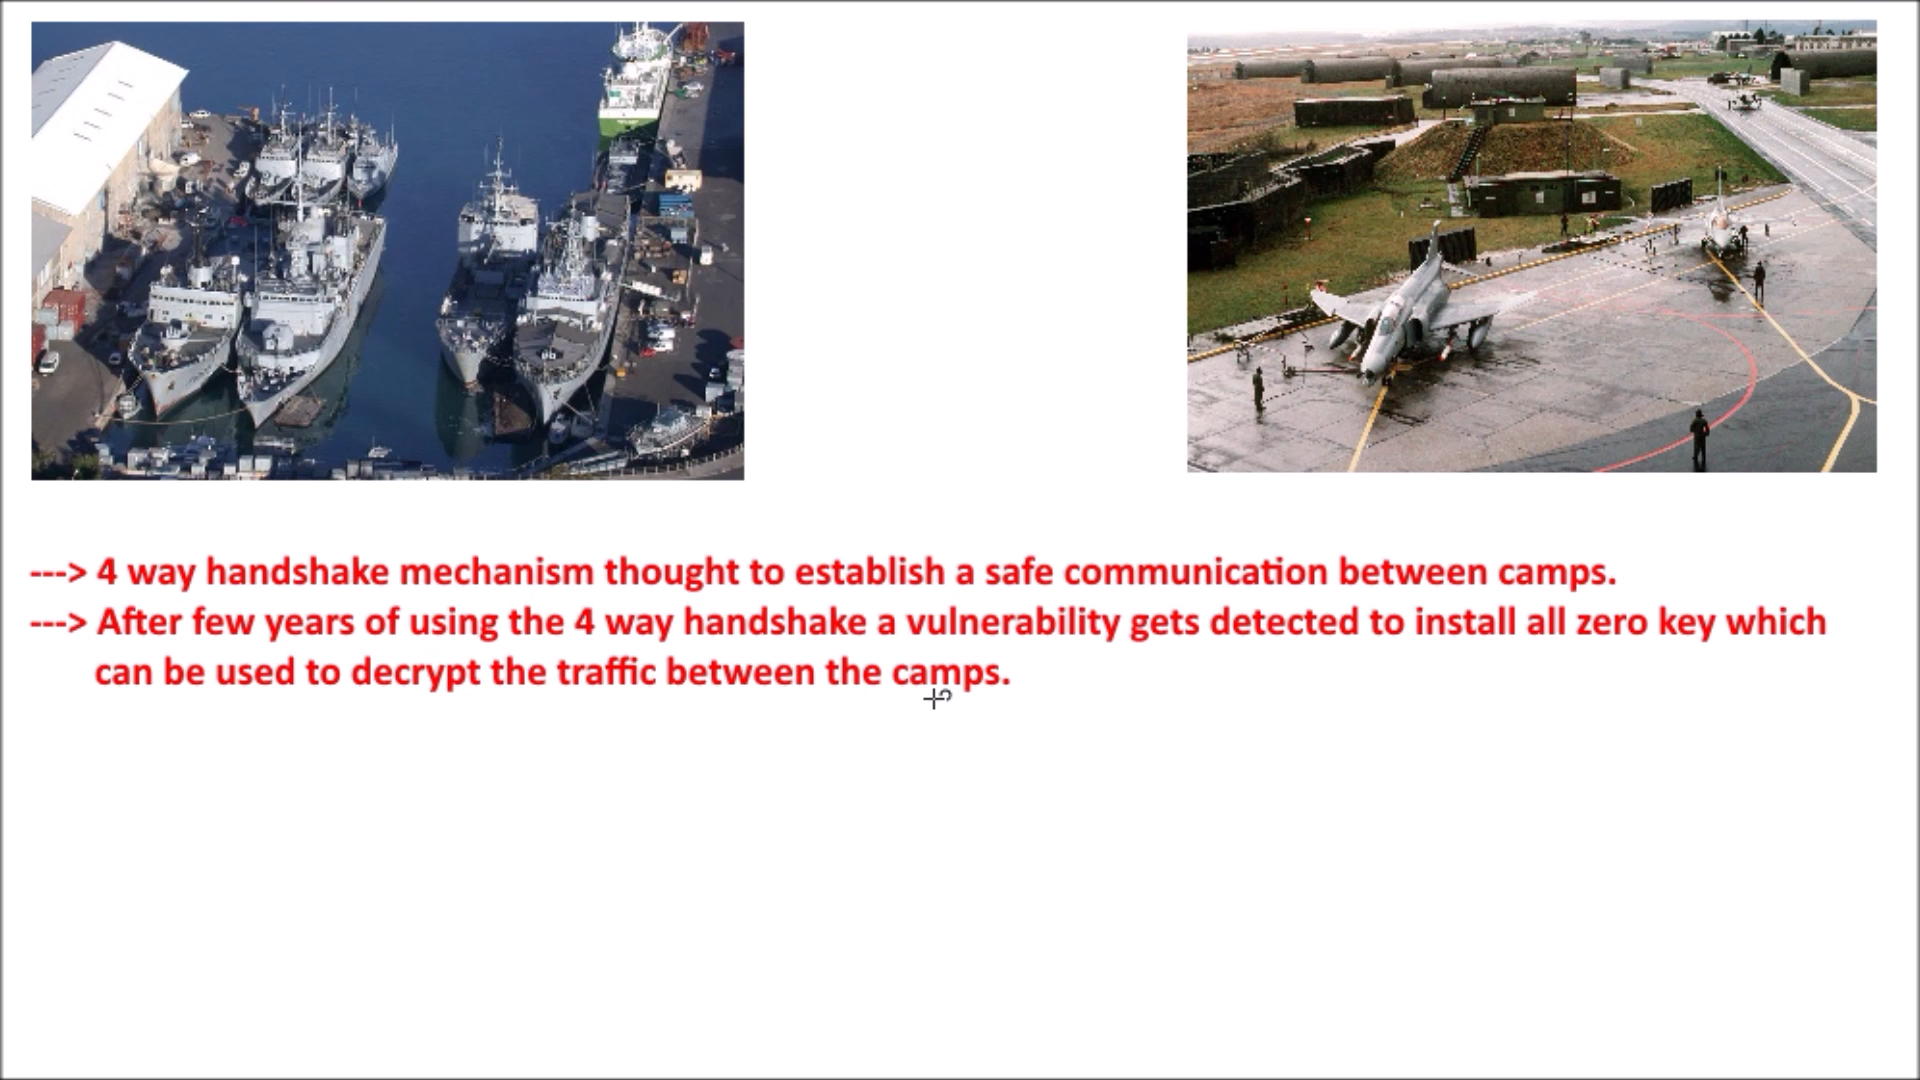 ---> 4 way handshake mechanism thought to establish a safe communication between camps.
---> After few years of using the 4 way handshake a vulnerability gets detected to install all zero key which
can be used to decrypt the traffic between the camps.